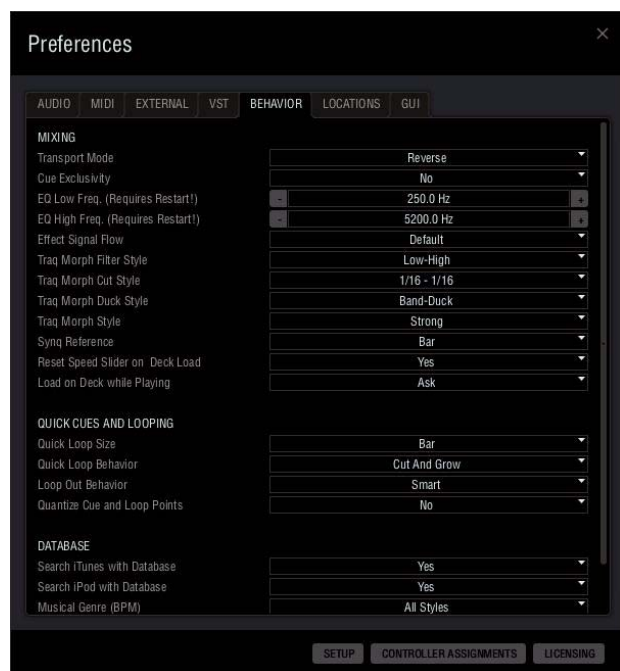 Preferences
AUDIO MIDI EXTERNAL VST BEHAVIOR LOCATIONS GUI
MIXING
Transport Mode Reverse
Cue Exclusivity No
EQ Low Freq. (Requires Restart!) - 250.0 Hz +
EQ High Freq. (Requires Restart!) - 5200.0 Hz +
Effect Signal Flow Default
Traq Morph Filter Style Low-High
Traq Morph Cut Style 1/16 - 1/16
Traq Morph Duck Style Band-Duck
Traq Morph Style Strong
Synq Reference Bar
Reset Speed Slider on Deck Load Yes
Load on Deck while Playing Ask
QUICK CUES AND LOOPING
Quick Loop Size Bar
Quick Loop Behavior Cut And Grow
Loop Out Behavior Smart
Quantize Cue and Loop Points No
DATABASE
Search iTunes with Database Yes
Search iPod with Database Yes
Musical Genre (BPM) All Styles
SETUP CONTROLLER ASSIGNMENTS LICENSING